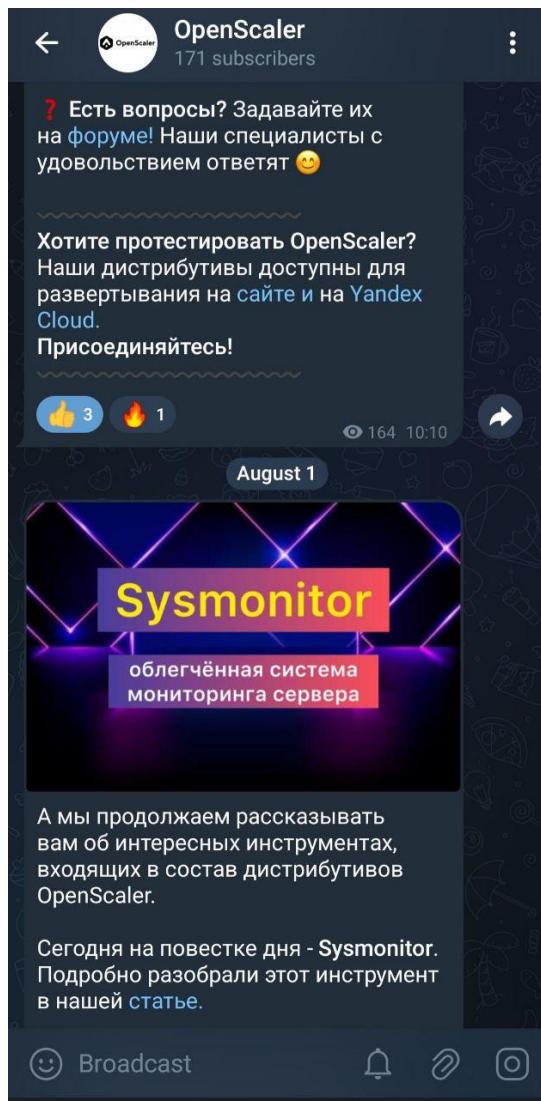 OpenScaler
OpenScaler
171 subscribers
❓ Есть вопросы? Задавайте их
на форуме! Наши специалисты с
удовольствием ответят 😊
Хотите протестировать OpenScaler?
Наши дистрибутивы доступны для
развертывания на сайте и на Yandex
Cloud.
Присоединяйтесь!
👍 3 🔥 1
164 10:10
August 1
Sysmonitor
облегчённая система
мониторинга сервера
А мы продолжаем рассказывать
вам об интересных инструментах,
входящих в состав дистрибутивов
OpenScaler.
Сегодня на повестке дня - Sysmonitor.
Подробно разобрали этот инструмент
в нашей статье.
Broadcast